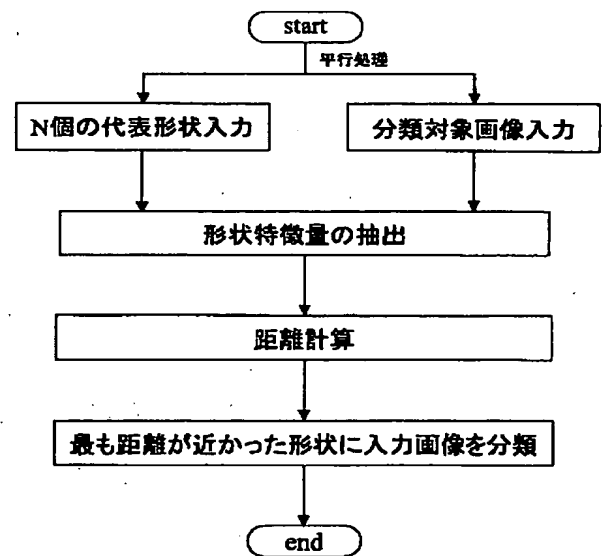 start
平行処理
N個の代表形状入力
分類対象画像入力
形状特徴量の抽出
距離計算
最も距離が近かった形状に入力画像を分類
end